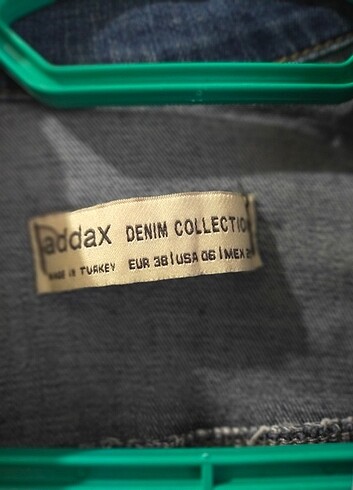 addax DENIM COLLECTION
MADE IN TURKEY EUR 38 | USA 06 | MEX